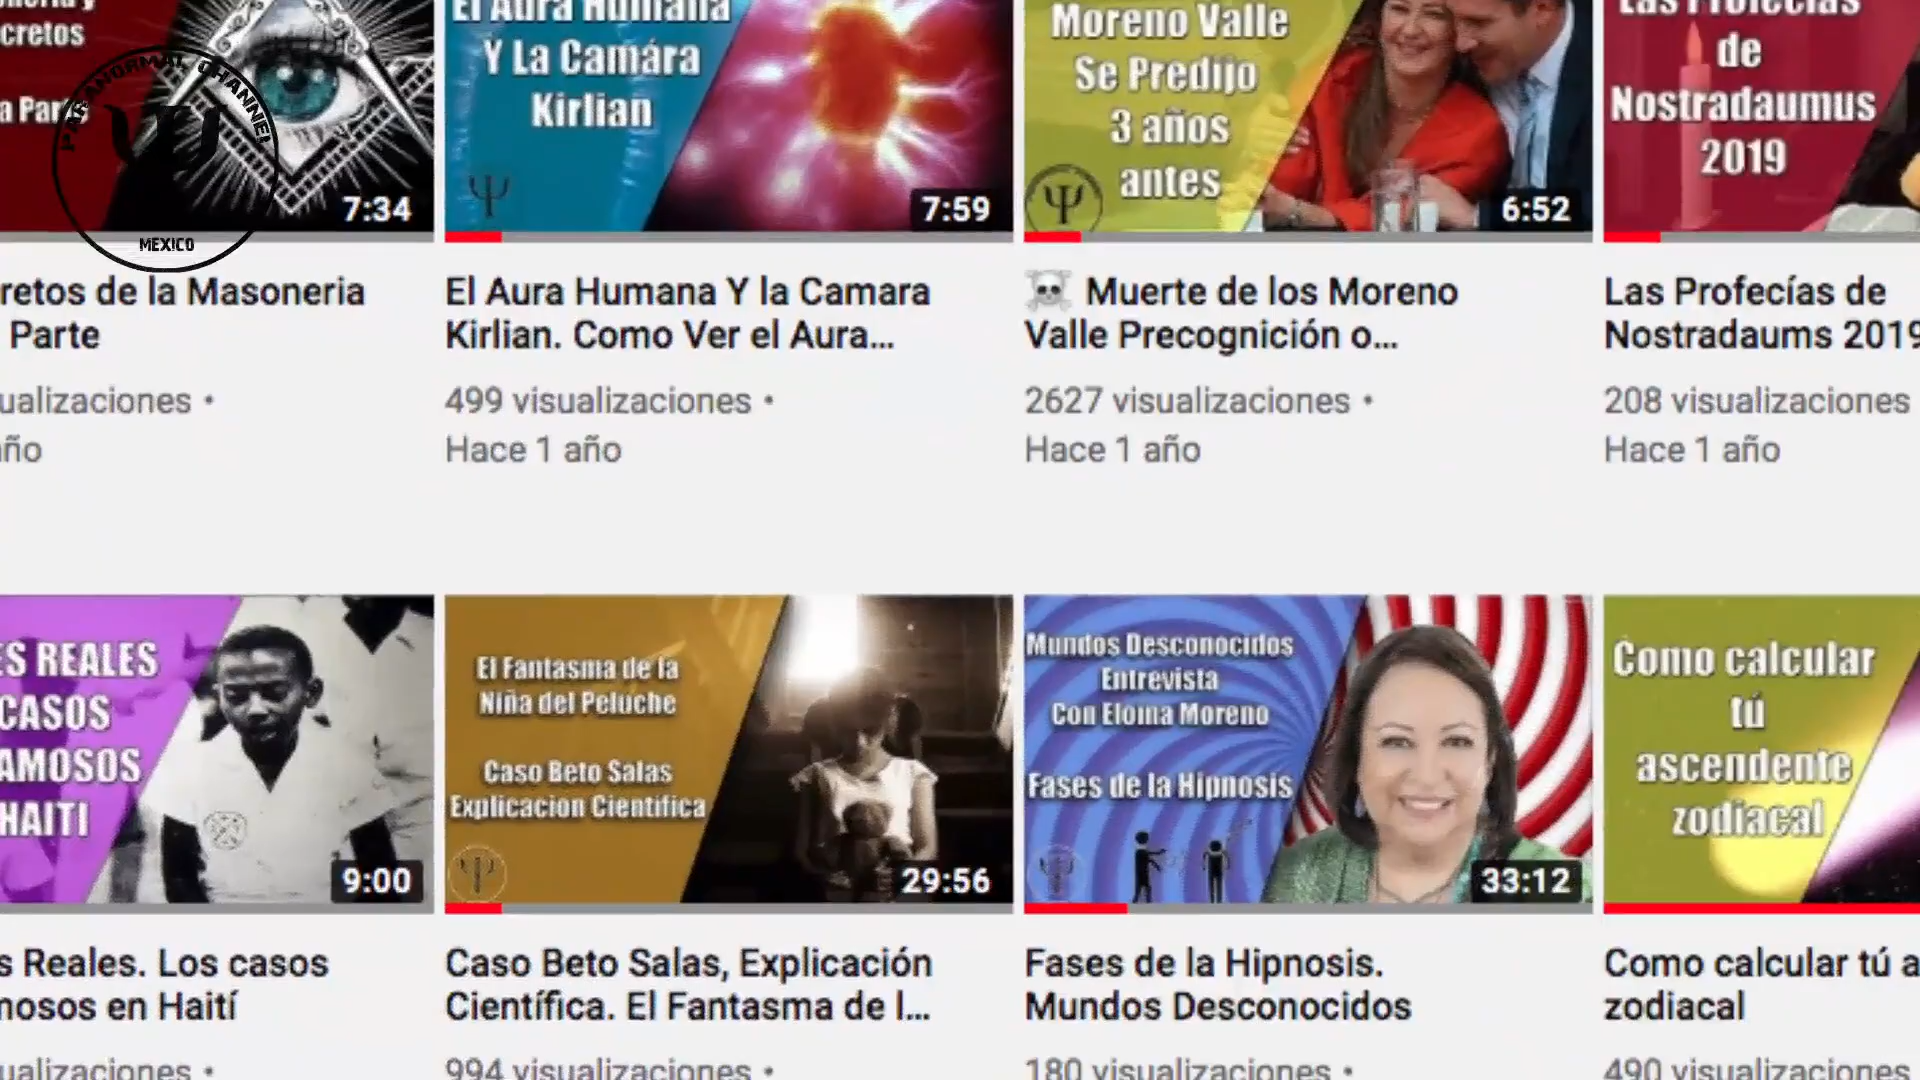 cretos
a Parte
PARANORMAL CHANNEL
MEXICO
7:34
El Aura Humana
Y La Camára
Kirlian
7:59
Moreno Valle
Se Predijo
3 años
antes
6:52
Las Profecías
de
Nostradaumus
2019
retos de la Masoneria
Parte
ualizaciones •
ño
El Aura Humana Y la Camara
Kirlian. Como Ver el Aura...
499 visualizaciones •
Hace 1 año
☠️ Muerte de los Moreno
Valle Precognición o...
2627 visualizaciones •
Hace 1 año
Las Profecías de
Nostradaums 2019
208 visualizaciones
Hace 1 año
ES REALES
CASOS
AMOSOS
HAITI
9:00
El Fantasma de la
Niña del Peluche
Caso Beto Salas
Explicacion Científica
29:56
Mundos Desconocidos
Entrevista
Con Eloina Moreno
Fases de la Hipnosis
33:12
Como calcular
tú
ascendente
zodiacal
s Reales. Los casos
mosos en Haití
ualizaciones •
Caso Beto Salas, Explicación
Científica. El Fantasma de l...
994 visualizaciones •
Fases de la Hipnosis.
Mundos Desconocidos
180 visualizaciones •
Como calcular tú a
zodiacal
490 visualizaciones